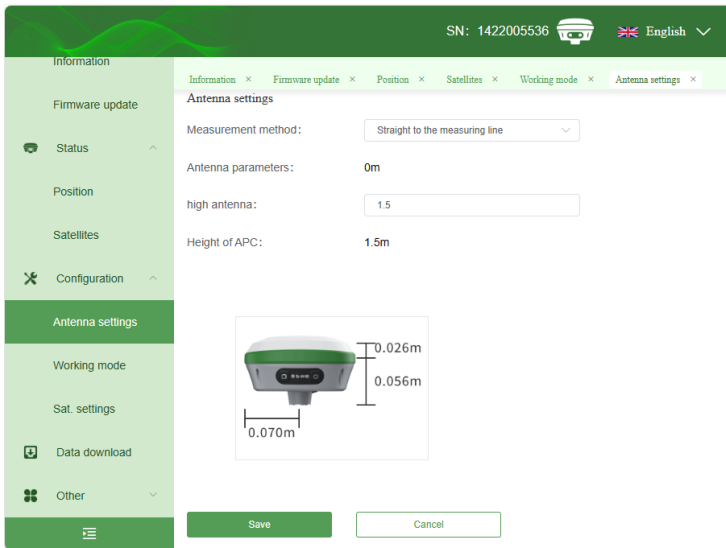 SN: 1422005536 English
Information
Firmware update
Status
Position
Satellites
Configuration
Antenna settings
Working mode
Sat. settings
Data download
Other
Information × Firmware update × Position × Satellites × Working mode × Antenna settings ×
Antenna settings
Measurement method: Straight to the measuring line
Antenna parameters: 0m
high antenna: 1.5
Height of APC: 1.5m
0.026m
0.056m
0.070m
Save Cancel